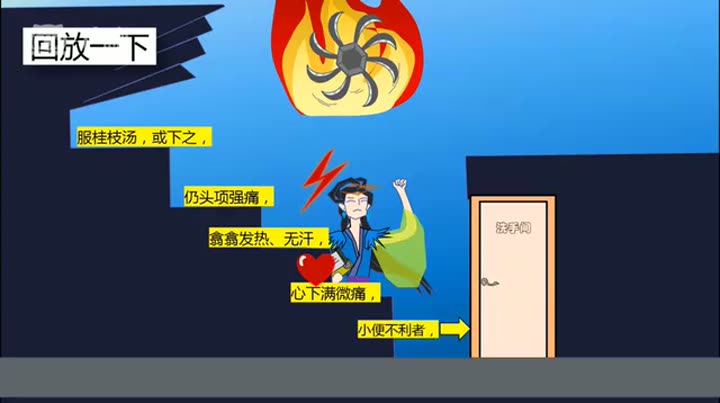 回放一下
服桂枝汤，或下之，
仍头项强痛，
翕翕发热、无汗，
心下满微痛，
小便不利者，
洗手间